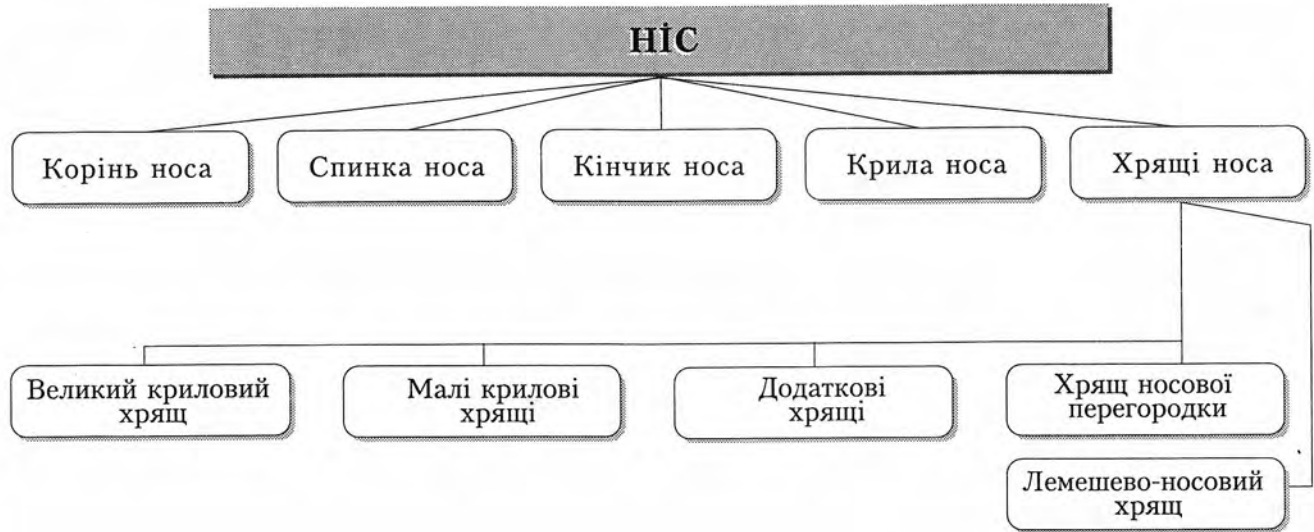 НІС
Корінь носа
Спинка носа
Кінчик носа
Крила носа
Хрящі носа
Великий криловий
хрящ
Малі крилові
хрящі
Додаткові
хрящі
Хрящ носової
перегородки
Лемешево-носовий
хрящ